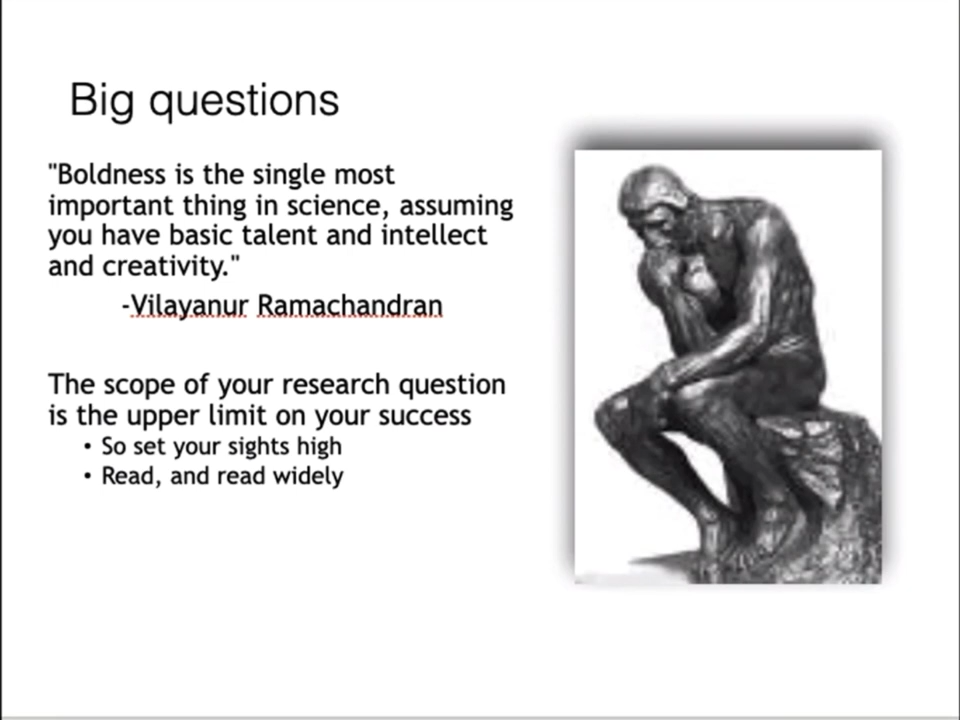 Big questions
"Boldness is the single most
important thing in science, assuming
you have basic talent and intellect
and creativity."
-Vilayanur Ramachandran
The scope of your research question
is the upper limit on your success
• So set your sights high
• Read, and read widely